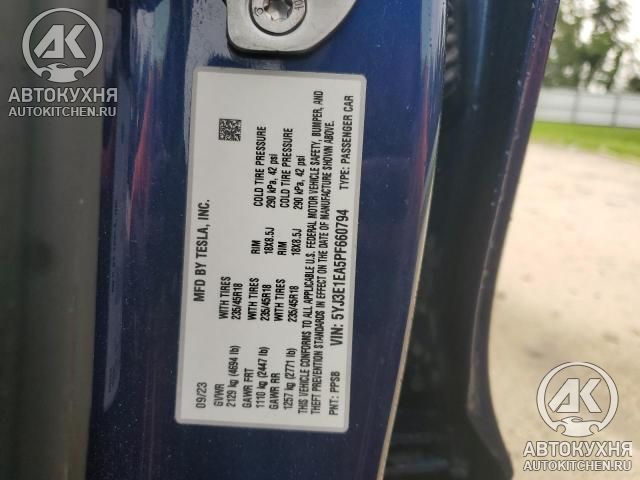 AK
АВТОКУХНЯ
AUTOKITCHEN.RU
MFD BY TESLA, INC.
09/23
GVWR
2129 kg (4694 lb)
GAWR FRT WITH TIRES RIM COLD TIRE PRESSURE
1110 kg (2447 lb) 235/45R18 18X8.5J 290 kPa, 42 psi
GAWR RR WITH TIRES RIM COLD TIRE PRESSURE
1257 kg (2771 lb) 235/45R18 18X8.5J 290 kPa, 42 psi
THIS VEHICLE CONFORMS TO ALL APPLICABLE U.S. FEDERAL MOTOR VEHICLE SAFETY, BUMPER, AND
THEFT PREVENTION STANDARDS IN EFFECT ON THE DATE OF MANUFACTURE SHOWN ABOVE.
VIN: 5YJ3E1EA5PF660794 TYPE: PASSENGER CAR
PNT: PPSB
AK
АВТОКУХНЯ
AUTOKITCHEN.RU